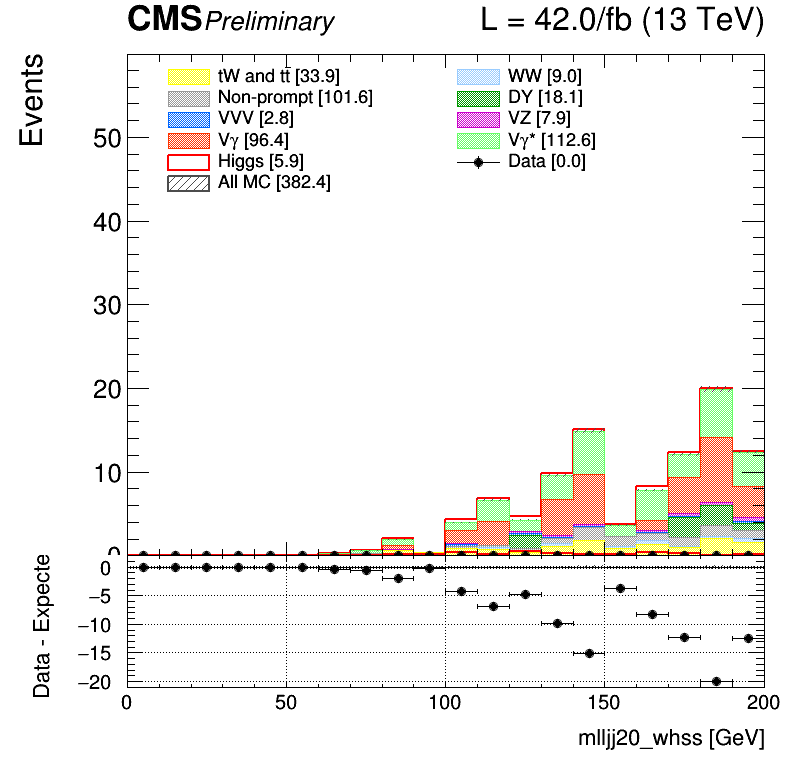 CMS Preliminary L = 42.0/fb (13 TeV)
Events
tW and tt̄ [33.9] WW [9.0]
Non-prompt [101.6] DY [18.1]
VVV [2.8] VZ [7.9]
Vγ [96.4] Vγ* [112.6]
Higgs [5.9] Data [0.0]
All MC [382.4]
50
40
30
20
10
0
Data - Expecte
0
−5
−10
−15
−20
0 50 100 150 200
mlljj20_whss [GeV]